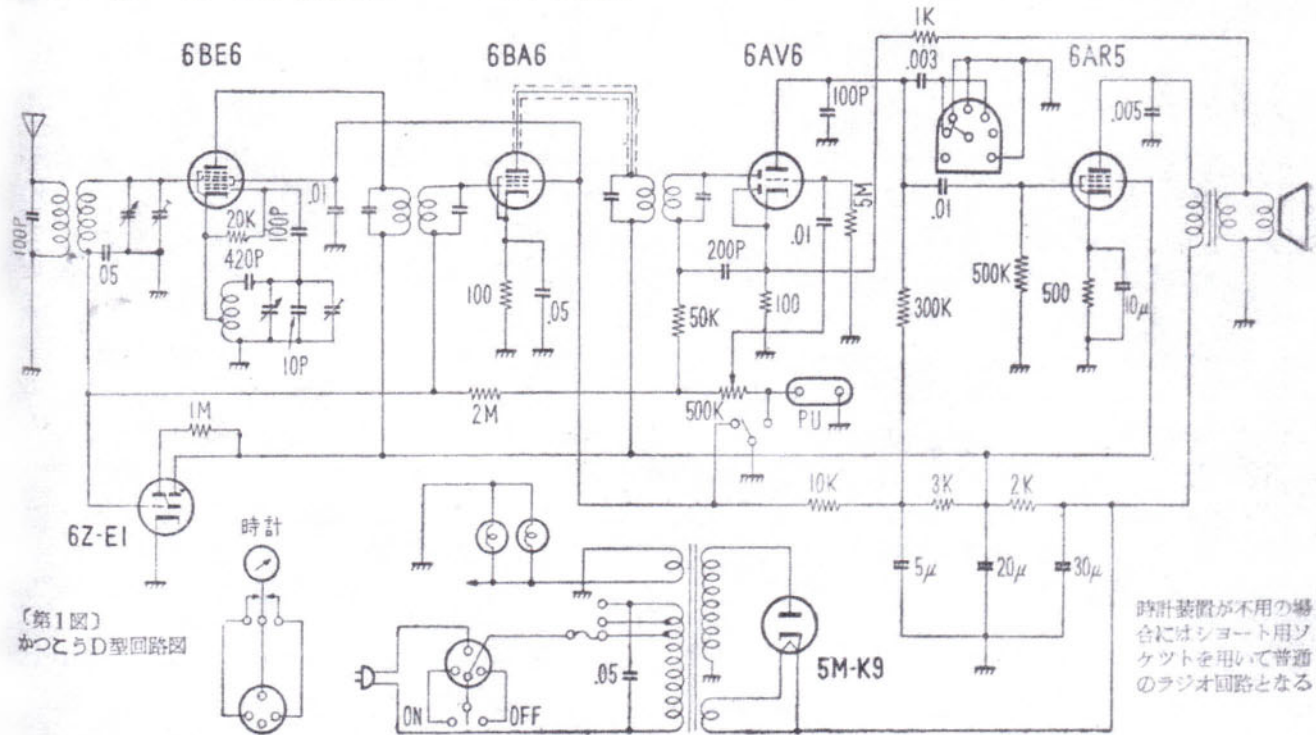 1K
6BE6
6BA6
6AV6
.003
6AR5
100P
.005
100P
.05
20K
100P
420P
10P
.01
100
.05
200P
50K
100
.01
5M
.01
300K
500K
500
10μ
1M
2M
500K
PU
10K
3K
2K
6Z-E1
時計
5μ
20μ
30μ
〔第1図〕
かつこうD型回路図
ON
OFF
.05
5M-K9
時計装置が不用の場
合にはショート用ソ
ケツトを用いて普通
のラジオ回路となる